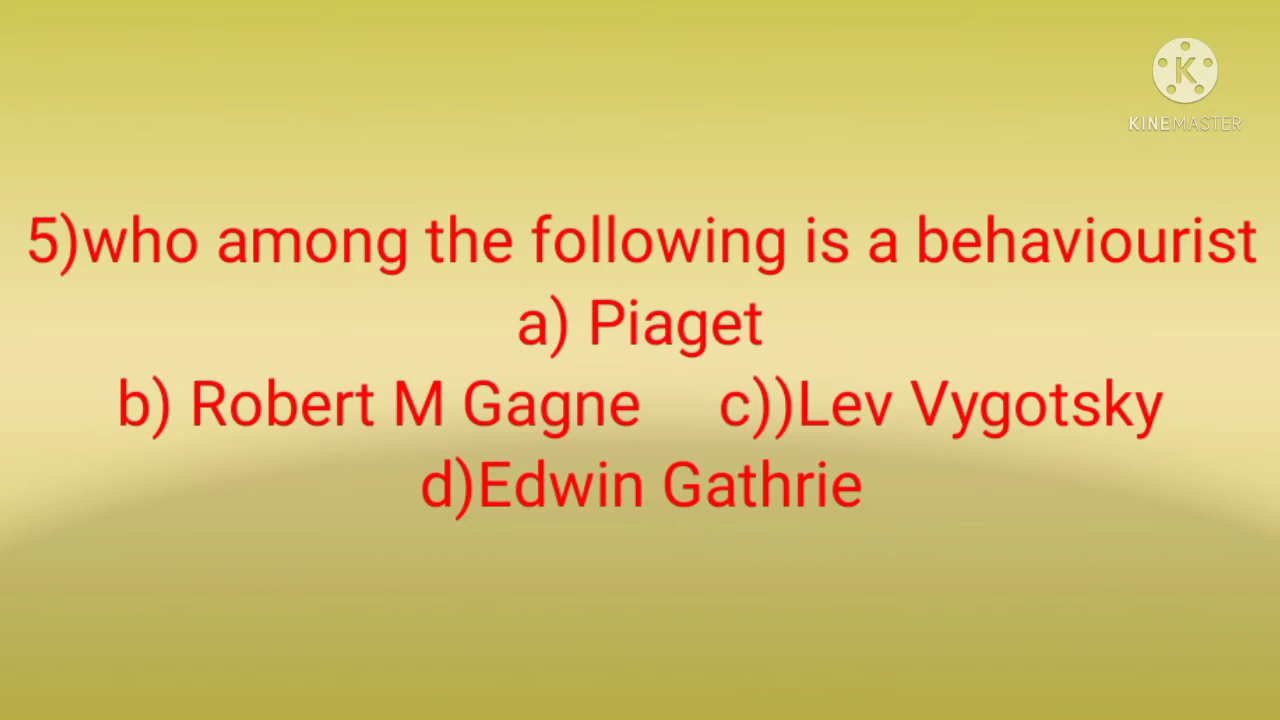 K
KINEMASTER
5)who among the following is a behaviourist
a) Piaget
b) Robert M Gagne c))Lev Vygotsky
d)Edwin Gathrie